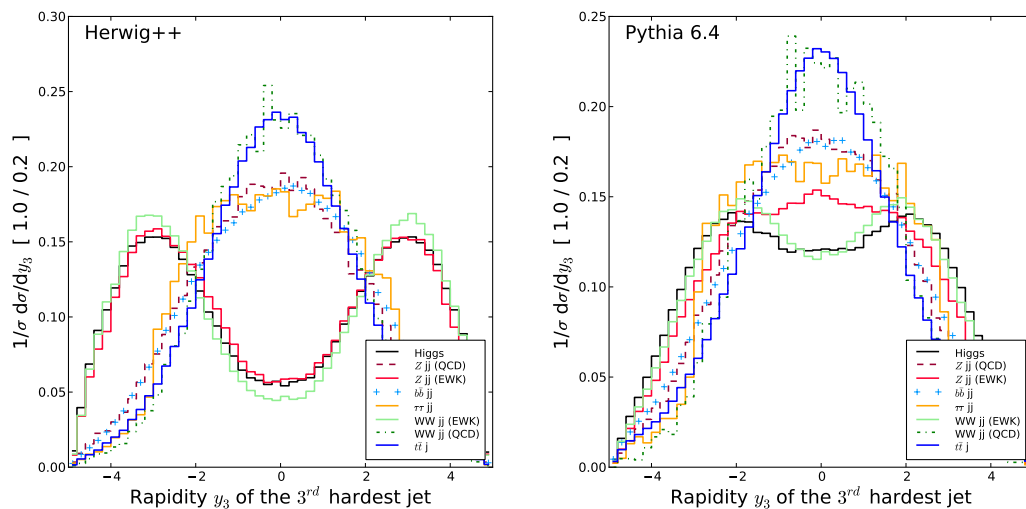 Herwig++
0.30
0.25
0.20
0.15
0.10
0.05
0.00
1/σ dσ/dy₃ [ 1.0 / 0.2 ]
−4 −2 0 2 4
Rapidity y₃ of the 3ʳᵈ hardest jet
Higgs
Z jj (QCD)
Z jj (EWK)
bb̄ jj
ττ jj
WW jj (EWK)
WW jj (QCD)
tt̄ j
Pythia 6.4
0.25
0.20
0.15
0.10
0.05
0.00
1/σ dσ/dy₃ [ 1.0 / 0.2 ]
−4 −2 0 2 4
Rapidity y₃ of the 3ʳᵈ hardest jet
Higgs
Z jj (QCD)
Z jj (EWK)
bb̄ jj
ττ jj
WW jj (EWK)
WW jj (QCD)
tt̄ j